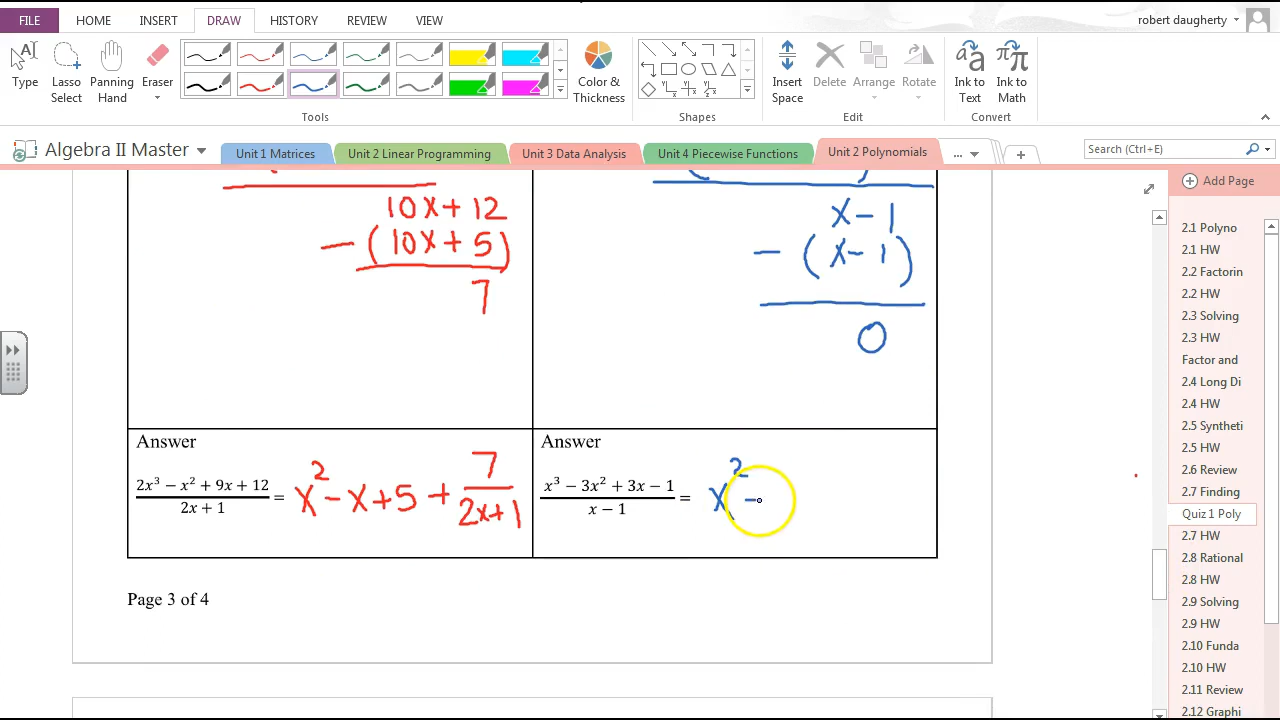 FILE HOME INSERT DRAW HISTORY REVIEW VIEW robert daugherty
Type Lasso Select Panning Hand Eraser Color & Thickness Insert Space Delete Arrange Rotate Ink to Text Ink to Math
Tools Shapes Edit Convert
Algebra II Master Unit 1 Matrices Unit 2 Linear Programming Unit 3 Data Analysis Unit 4 Piecewise Functions Unit 2 Polynomials ... Search (Ctrl+E)
Add Page
10x + 12
− (10x + 5)
7
x − 1
− (x − 1)
0
Answer
2x³ − x² + 9x + 12 / 2x + 1 = x² − x + 5 + 7 / 2x + 1
Answer
x³ − 3x² + 3x − 1 / x − 1 = x² −
Page 3 of 4
2.1 Polyno
2.1 HW
2.2 Factorin
2.2 HW
2.3 Solving
2.3 HW
Factor and
2.4 Long Di
2.4 HW
2.5 Syntheti
2.5 HW
2.6 Review
2.7 Finding
Quiz 1 Poly
2.7 HW
2.8 Rational
2.8 HW
2.9 Solving
2.9 HW
2.10 Funda
2.10 HW
2.11 Review
2.12 Graphi